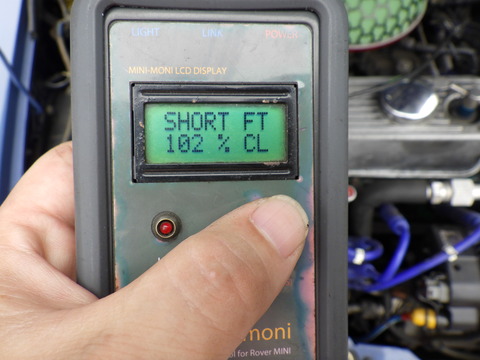 LIGHT LINK POWER
MINI-MONI LCD DISPLAY
SHORT FT
102 % CL
moni
for Rover MINI